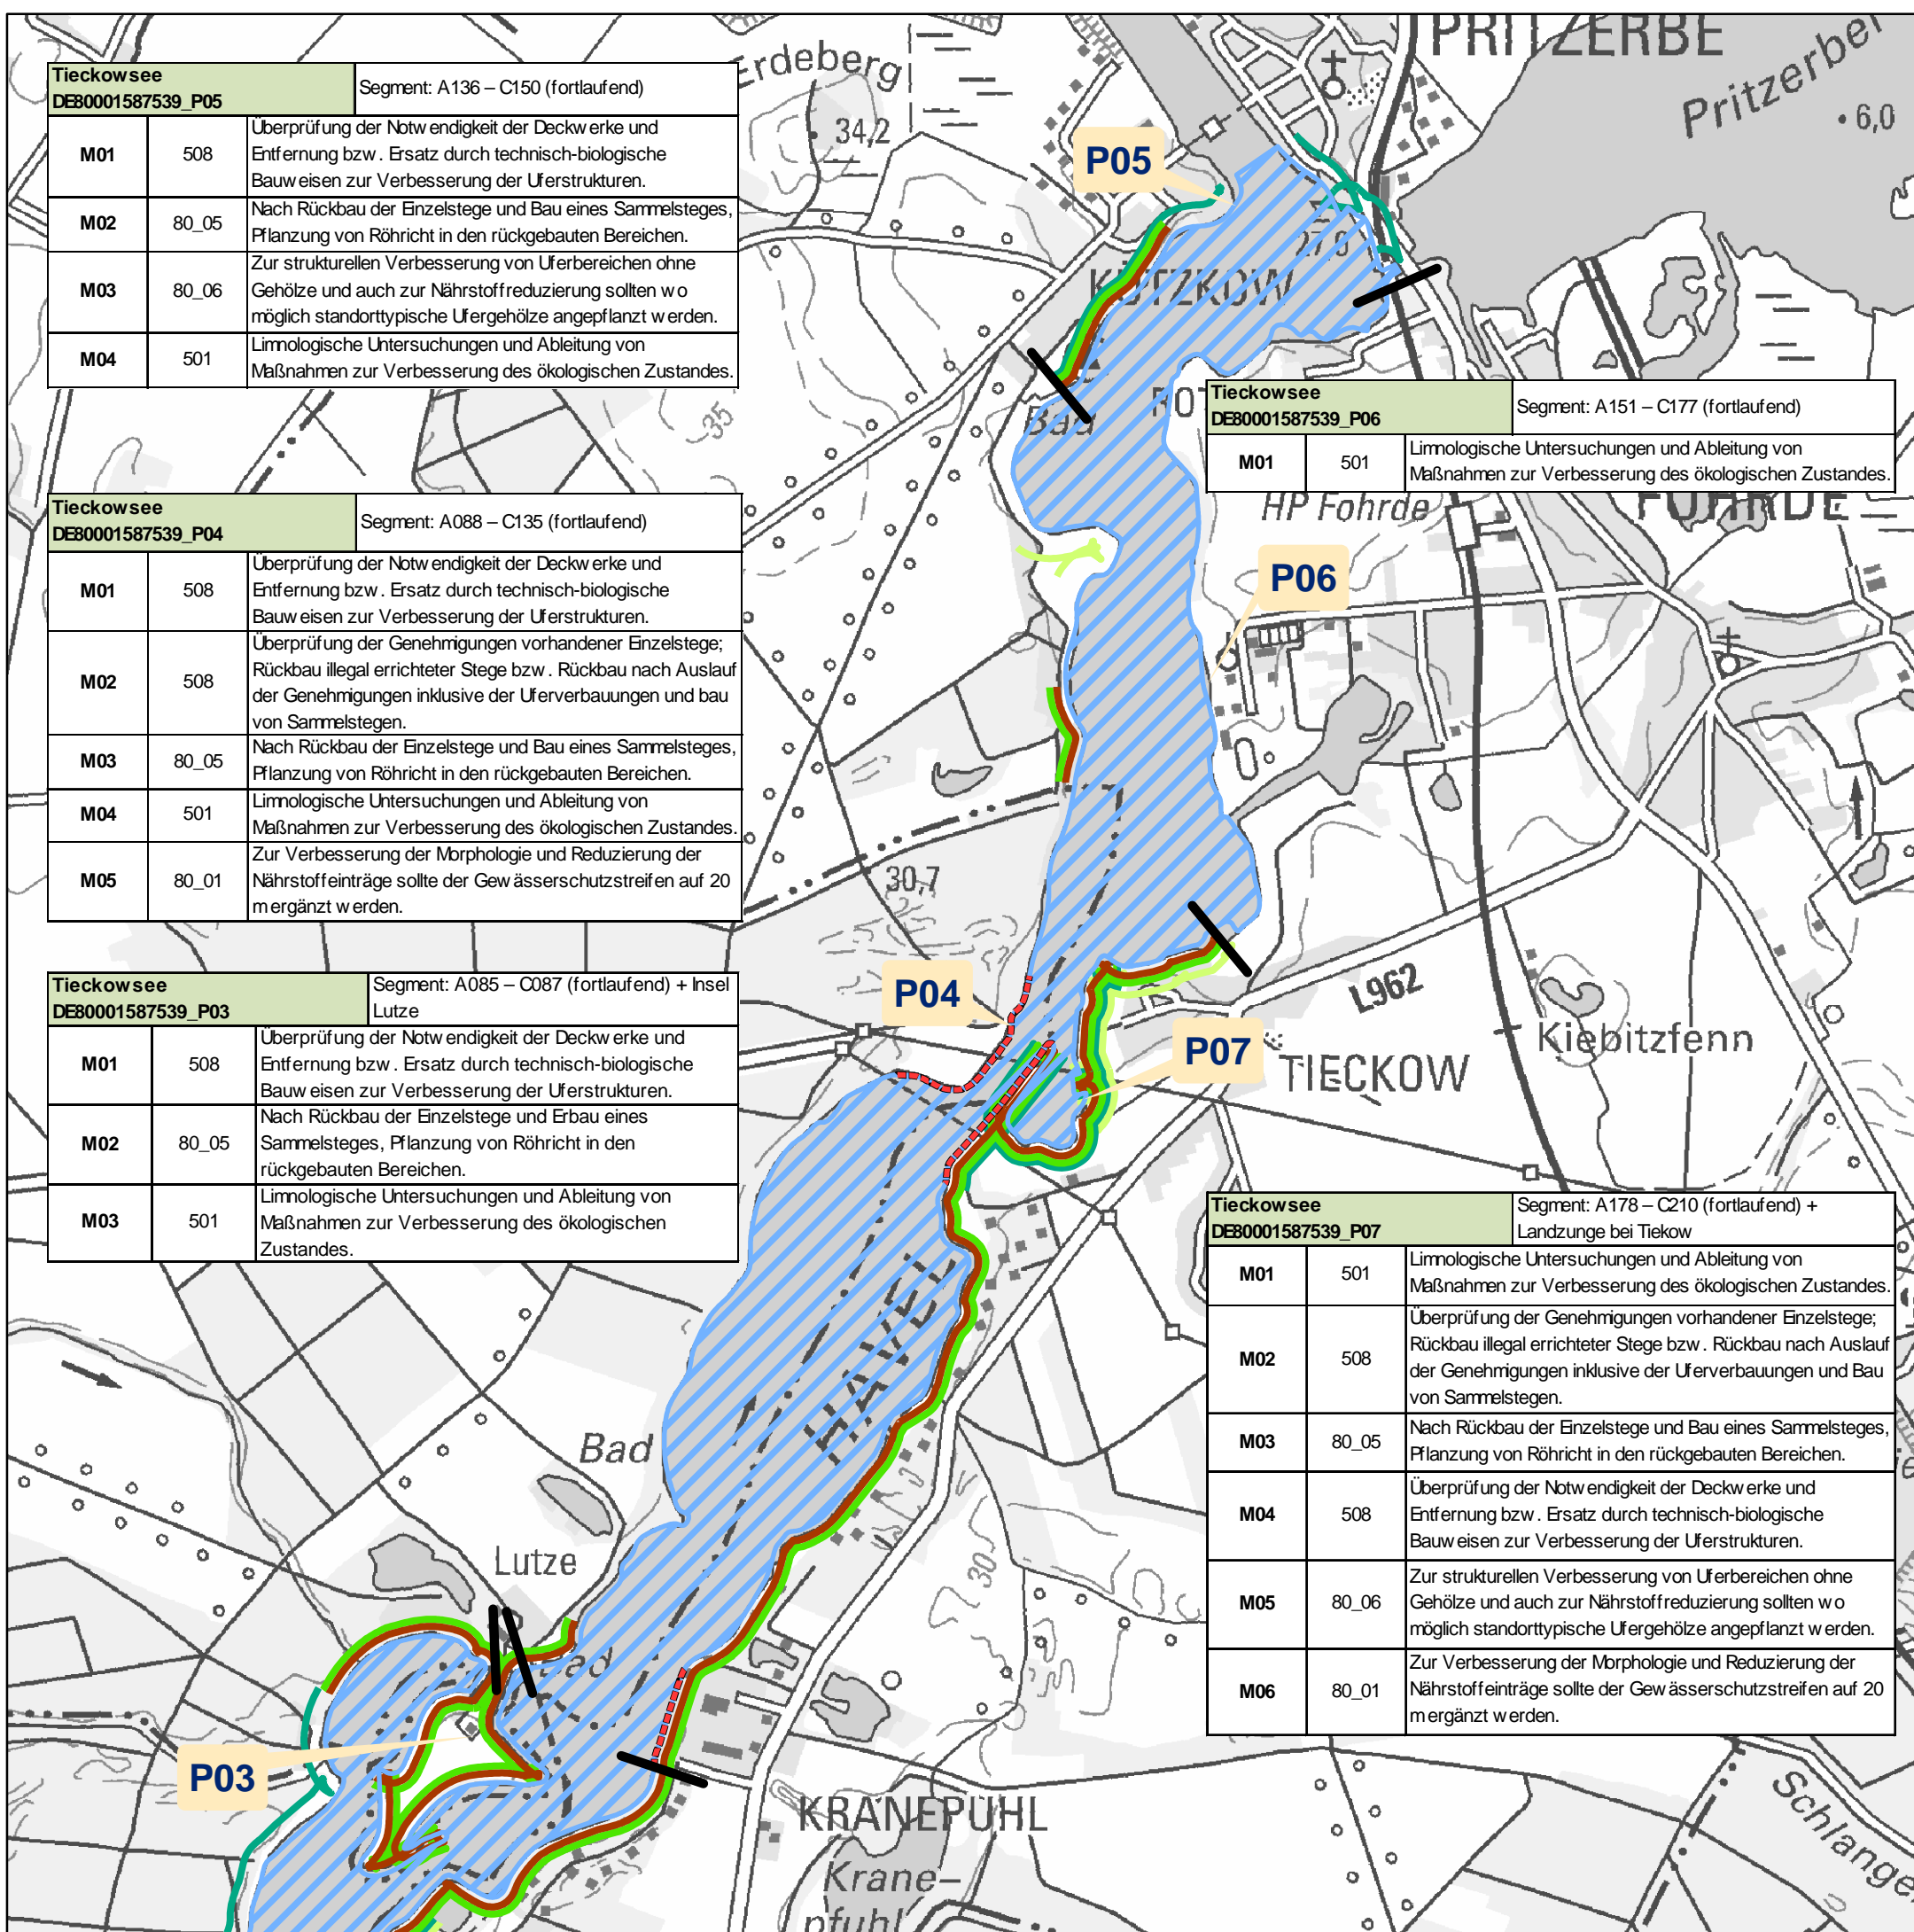 PRITZERBE
Pritzerber
6,0
Erdeberg
34,2
P05
KÜTZKOW
27,9
Bad
35
Tieckowsee
DE80001587539_P05
Segment: A136 – C150 (fortlaufend)
M01
508
Überprüfung der Notwendigkeit der Deckwerke und
Entfernung bzw. Ersatz durch technisch-biologische
Bauweisen zur Verbesserung der Uferstrukturen.
M02
80_05
Nach Rückbau der Einzelstege und Bau eines Sammelsteges,
Pflanzung von Röhricht in den rückgebauten Bereichen.
M03
80_06
Zur strukturellen Verbesserung von Uferbereichen ohne
Gehölze und auch zur Nährstoffreduzierung sollten wo
möglich standorttypische Ufergehölze angepflanzt werden.
M04
501
Limnologische Untersuchungen und Ableitung von
Maßnahmen zur Verbesserung des ökologischen Zustandes.
Tieckowsee
DE80001587539_P06
Segment: A151 – C177 (fortlaufend)
M01
501
Limnologische Untersuchungen und Ableitung von
Maßnahmen zur Verbesserung des ökologischen Zustandes.
HP Fohrde
FOHRDE
P06
Tieckowsee
DE80001587539_P04
Segment: A088 – C135 (fortlaufend)
M01
508
Überprüfung der Notwendigkeit der Deckwerke und
Entfernung bzw. Ersatz durch technisch-biologische
Bauweisen zur Verbesserung der Uferstrukturen.
M02
508
Überprüfung der Genehmigungen vorhandener Einzelstege;
Rückbau illegal errichteter Stege bzw. Rückbau nach Auslauf
der Genehmigungen inklusive der Uferverbauungen und bau
von Sammelstegen.
M03
80_05
Nach Rückbau der Einzelstege und Bau eines Sammelsteges,
Pflanzung von Röhricht in den rückgebauten Bereichen.
M04
501
Limnologische Untersuchungen und Ableitung von
Maßnahmen zur Verbesserung des ökologischen Zustandes.
M05
80_01
Zur Verbesserung der Morphologie und Reduzierung der
Nährstoffeinträge sollte der Gewässerschutzstreifen auf 20
m ergänzt werden.
30,7
P04
L962
P07
TIECKOW
Kiebitzfenn
Tieckowsee
DE80001587539_P03
Segment: A085 – C087 (fortlaufend) + Insel
Lutze
M01
508
Überprüfung der Notwendigkeit der Deckwerke und
Entfernung bzw. Ersatz durch technisch-biologische
Bauweisen zur Verbesserung der Uferstrukturen.
M02
80_05
Nach Rückbau der Einzelstege und Erbau eines
Sammelsteges, Pflanzung von Röhricht in den
rückgebauten Bereichen.
M03
501
Limnologische Untersuchungen und Ableitung von
Maßnahmen zur Verbesserung des ökologischen
Zustandes.
Tieckowsee
DE80001587539_P07
Segment: A178 – C210 (fortlaufend) +
Landzunge bei Tiekow
M01
501
Limnologische Untersuchungen und Ableitung von
Maßnahmen zur Verbesserung des ökologischen Zustandes.
M02
508
Überprüfung der Genehmigungen vorhandener Einzelstege;
Rückbau illegal errichteter Stege bzw. Rückbau nach Auslauf
der Genehmigungen inklusive der Uferverbauungen und Bau
von Sammelstegen.
M03
80_05
Nach Rückbau der Einzelstege und Bau eines Sammelsteges,
Pflanzung von Röhricht in den rückgebauten Bereichen.
M04
508
Überprüfung der Notwendigkeit der Deckwerke und
Entfernung bzw. Ersatz durch technisch-biologische
Bauweisen zur Verbesserung der Uferstrukturen.
M05
80_06
Zur strukturellen Verbesserung von Uferbereichen ohne
Gehölze und auch zur Nährstoffreduzierung sollten wo
möglich standorttypische Ufergehölze angepflanzt werden.
M06
80_01
Zur Verbesserung der Morphologie und Reduzierung der
Nährstoffeinträge sollte der Gewässerschutzstreifen auf 20
m ergänzt werden.
Bad
Lutze
30
Bad
P03
KRANEPUHL
Krane–
pfuhl
Schlangen